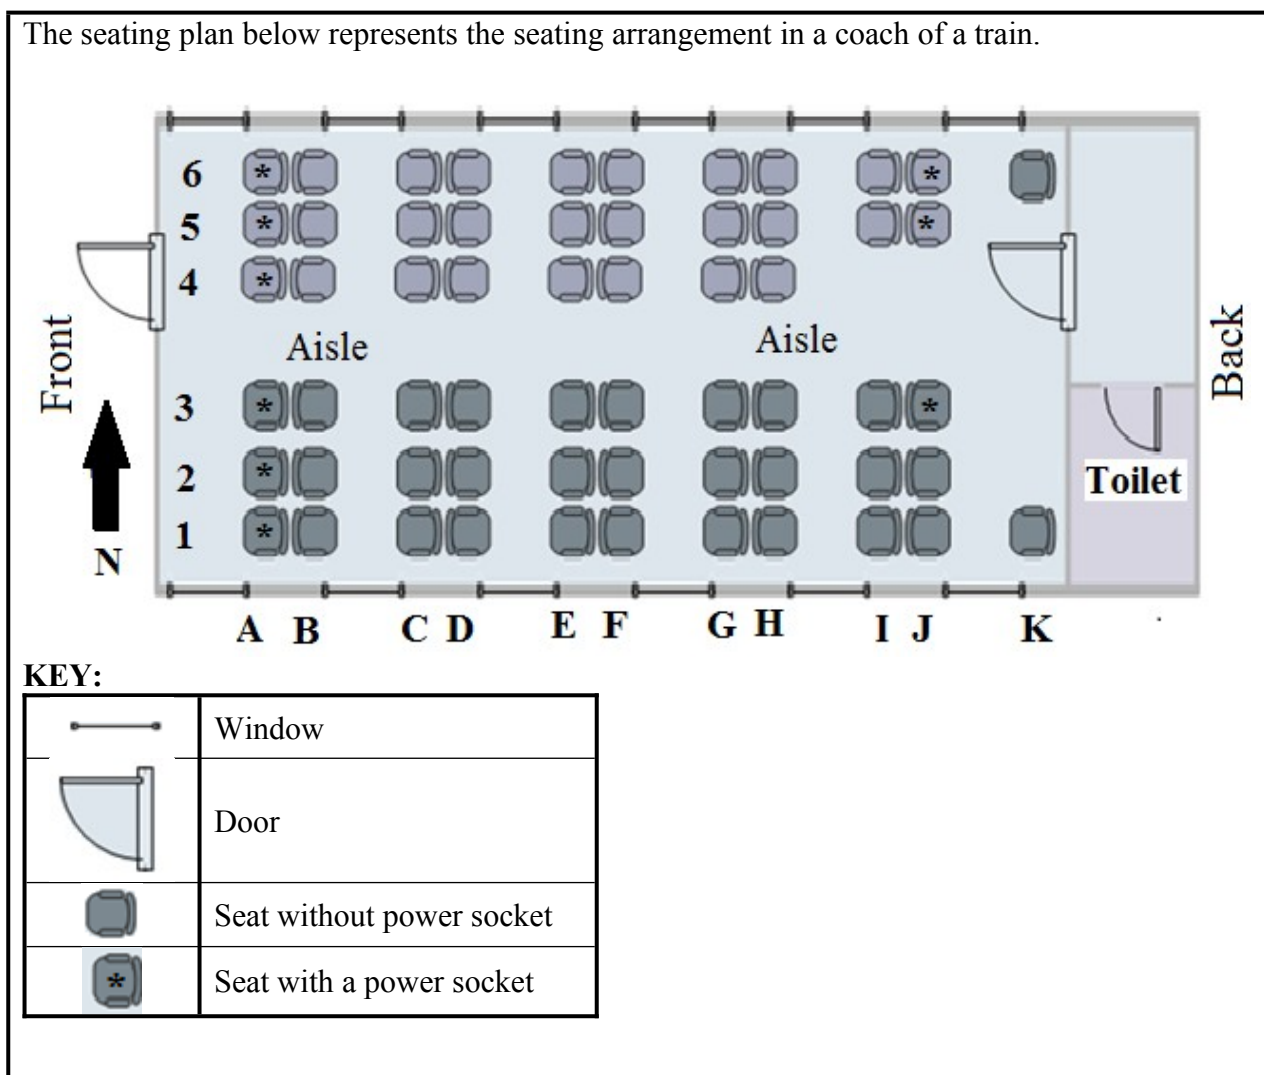 The seating plan below represents the seating arrangement in a coach of a train.
6 * *
5 * *
4 *
Front
Aisle Aisle
Back
3 * *
2 *
Toilet
1 *
N
A B C D E F G H I J K
KEY:
Window
Door
Seat without power socket
* Seat with a power socket